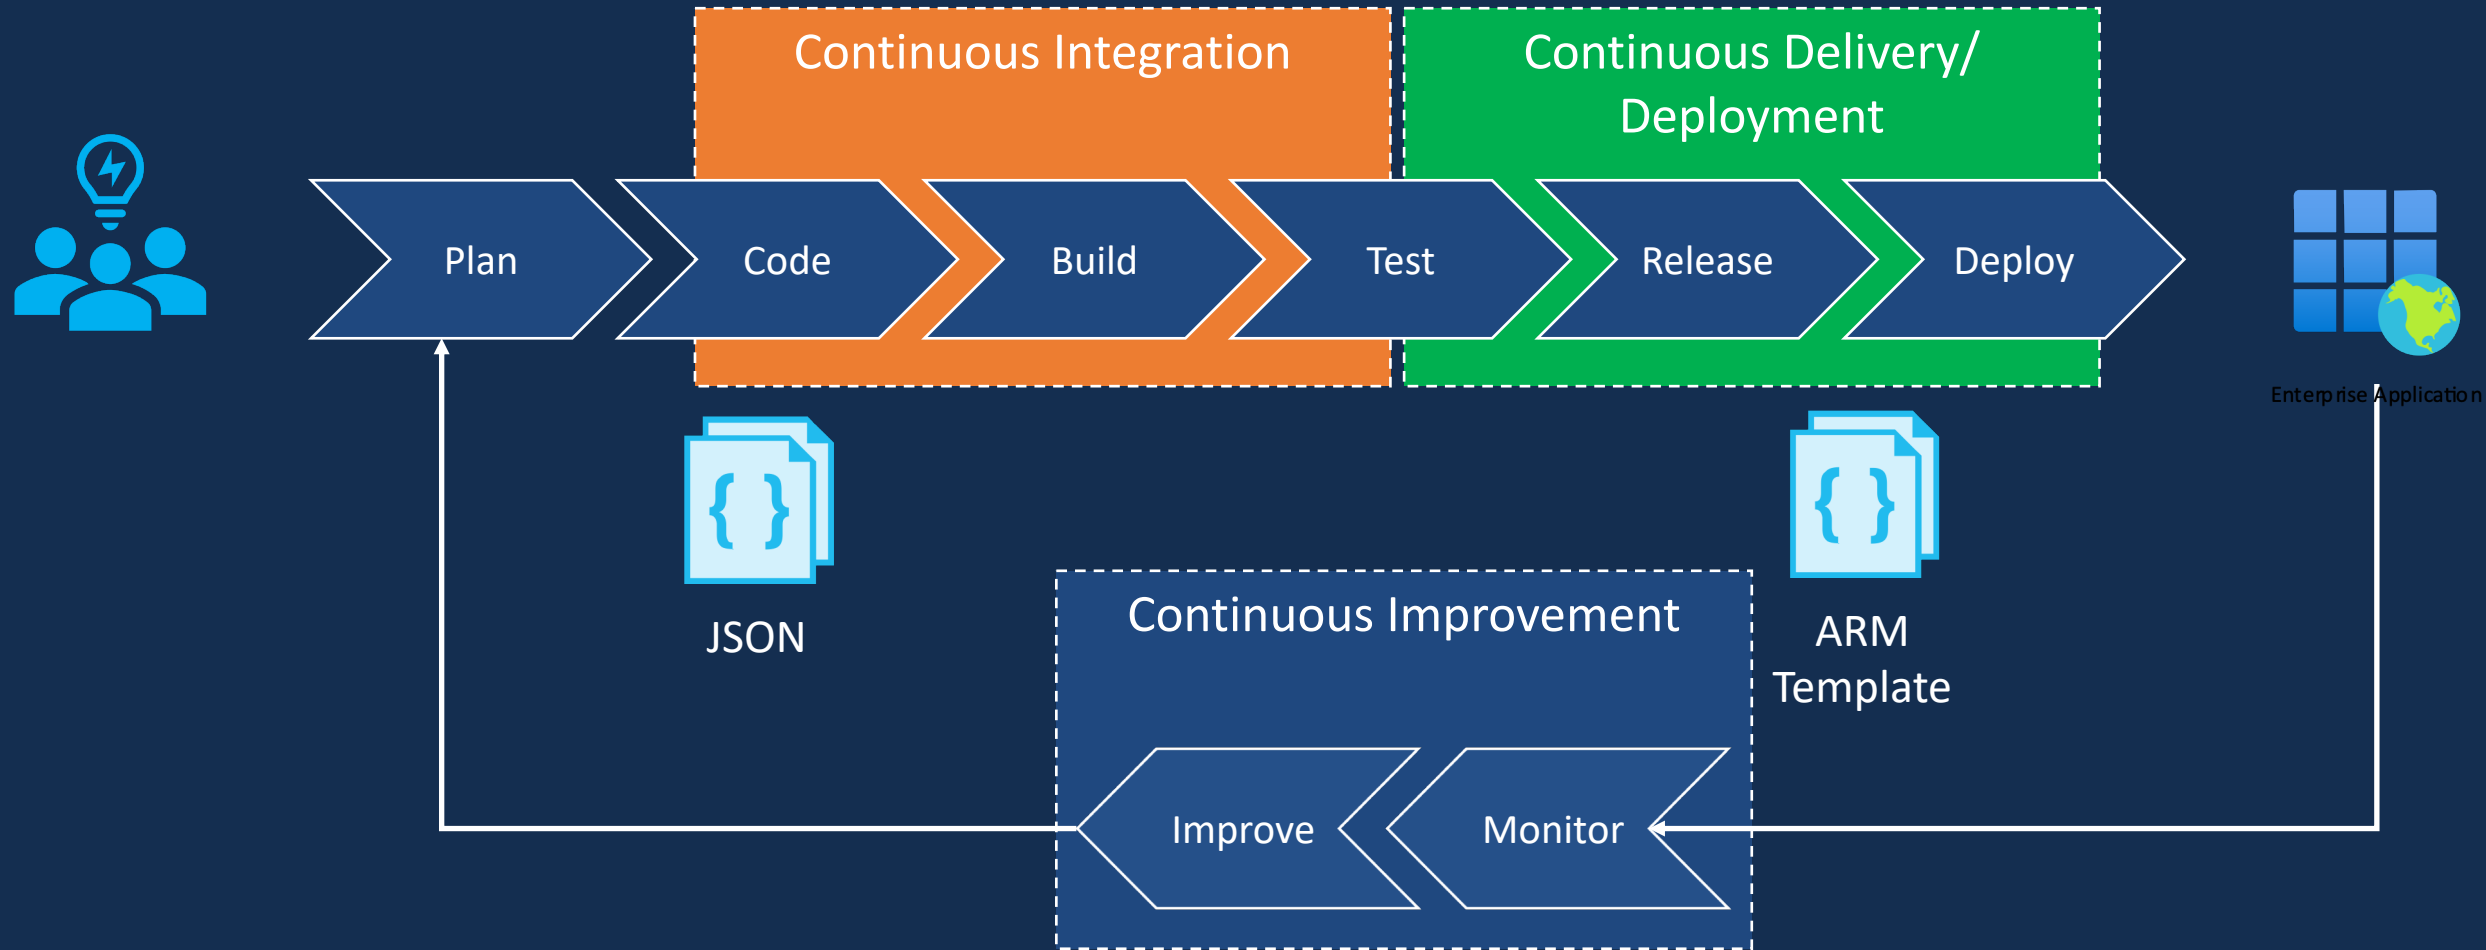 Continuous Integration
Continuous Delivery/
Deployment
Plan
Code
Build
Test
Release
Deploy
Enterprise Application
JSON
ARM
Template
Continuous Improvement
Improve
Monitor